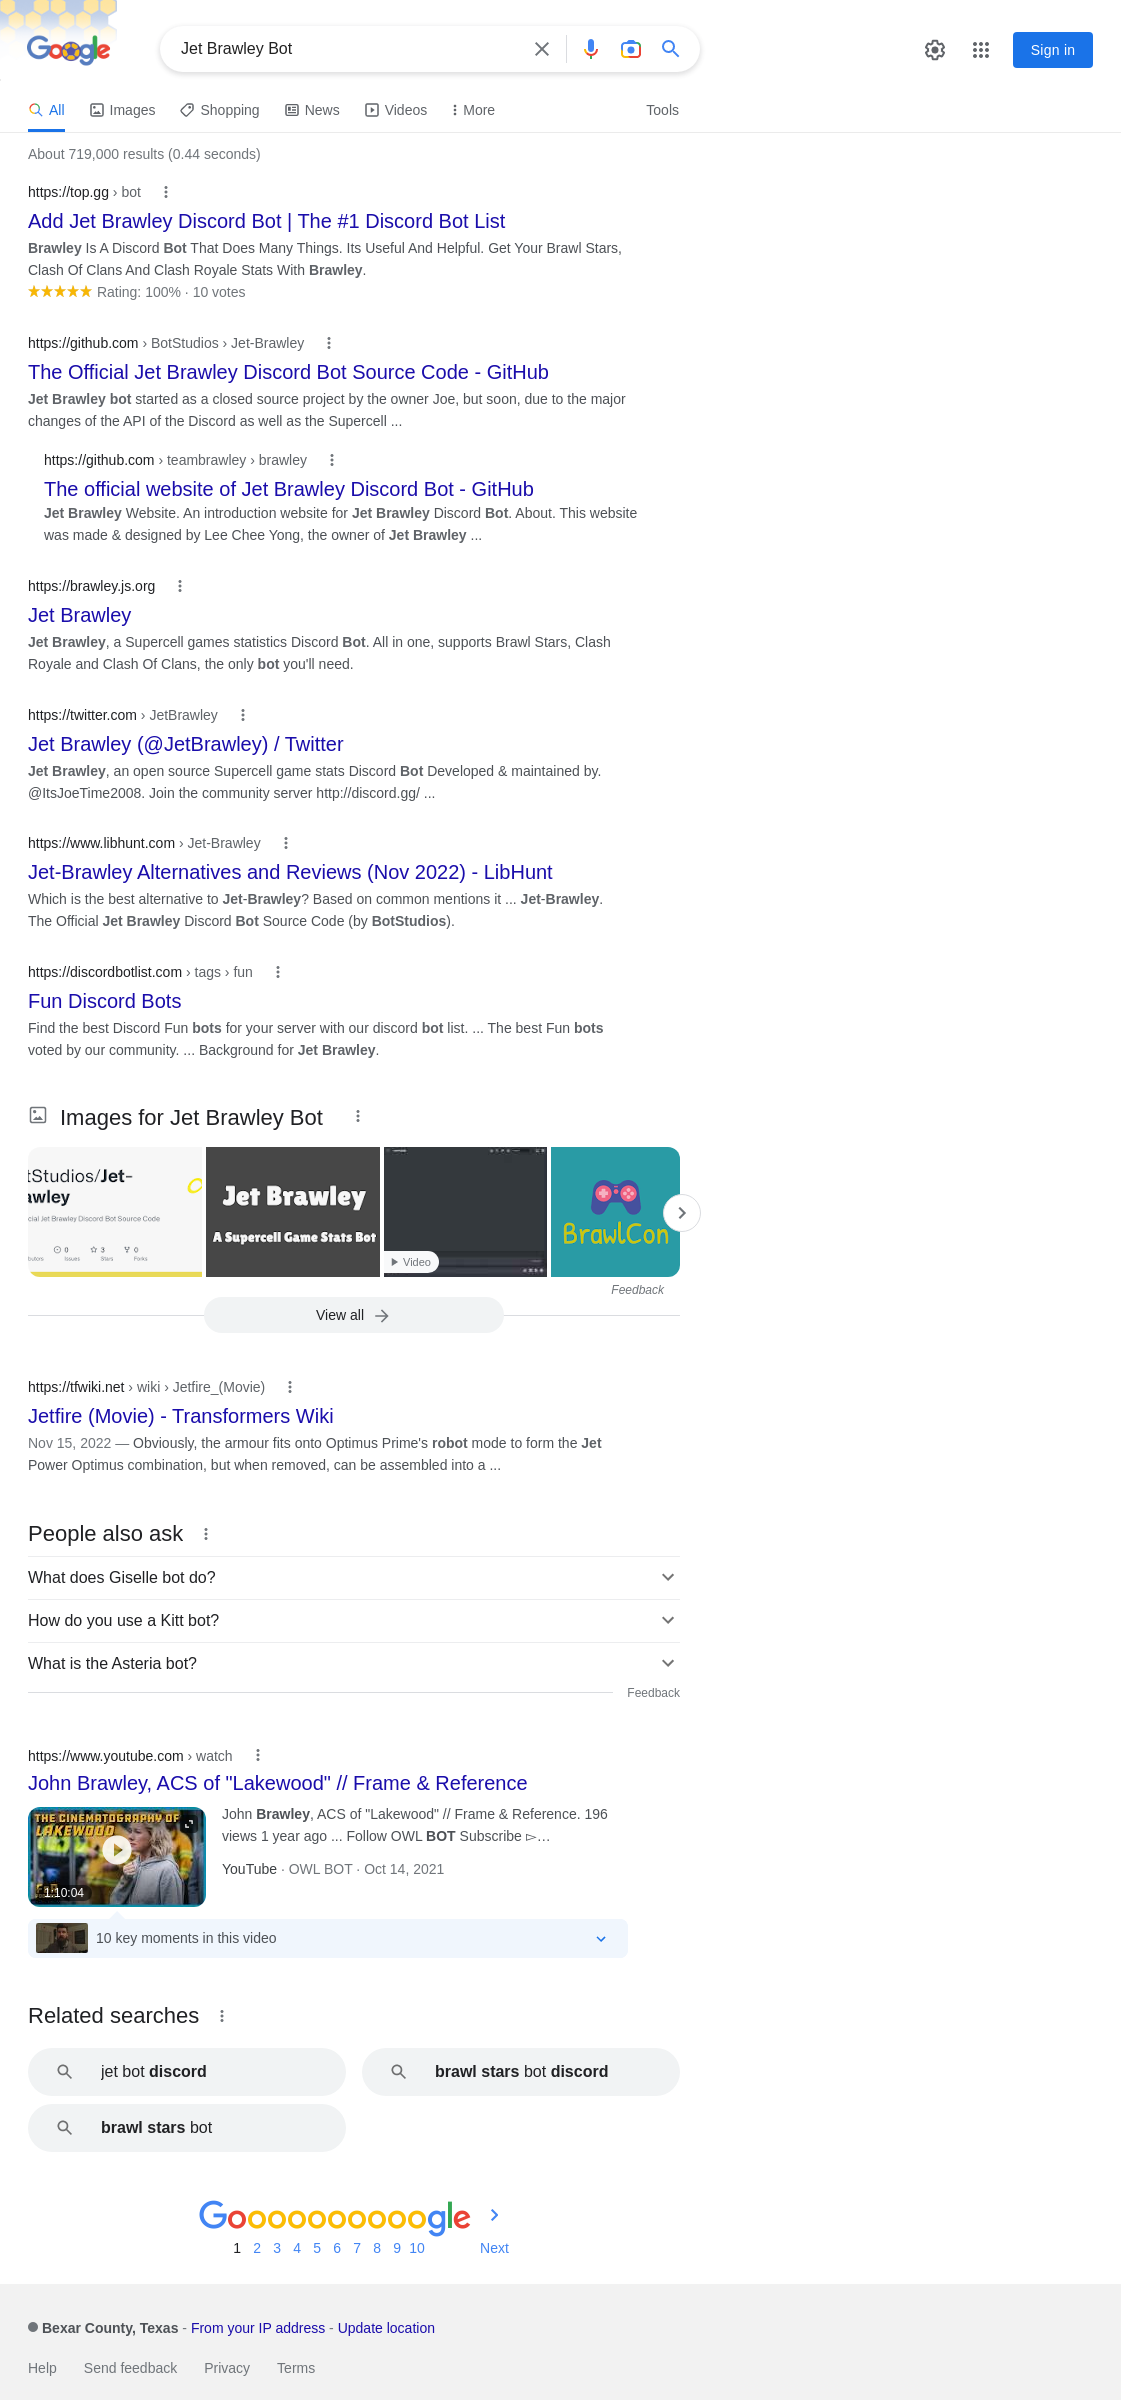 Google
Jet Brawley Bot
Sign in
All
Images
Shopping
News
Videos
More
Tools
About 719,000 results (0.44 seconds)
https://top.gg › bot
Add Jet Brawley Discord Bot | The #1 Discord Bot List
Brawley Is A Discord Bot That Does Many Things. Its Useful And Helpful. Get Your Brawl Stars,
Clash Of Clans And Clash Royale Stats With Brawley.
Rating: 100% · 10 votes
https://github.com › BotStudios › Jet-Brawley
The Official Jet Brawley Discord Bot Source Code - GitHub
Jet Brawley bot started as a closed source project by the owner Joe, but soon, due to the major
changes of the API of the Discord as well as the Supercell ...
https://github.com › teambrawley › brawley
The official website of Jet Brawley Discord Bot - GitHub
Jet Brawley Website. An introduction website for Jet Brawley Discord Bot. About. This website
was made & designed by Lee Chee Yong, the owner of Jet Brawley ...
https://brawley.js.org
Jet Brawley
Jet Brawley, a Supercell games statistics Discord Bot. All in one, supports Brawl Stars, Clash
Royale and Clash Of Clans, the only bot you'll need.
https://twitter.com › JetBrawley
Jet Brawley (@JetBrawley) / Twitter
Jet Brawley, an open source Supercell game stats Discord Bot Developed & maintained by.
@ItsJoeTime2008. Join the community server http://discord.gg/ ...
https://www.libhunt.com › Jet-Brawley
Jet-Brawley Alternatives and Reviews (Nov 2022) - LibHunt
Which is the best alternative to Jet-Brawley? Based on common mentions it ... Jet-Brawley.
The Official Jet Brawley Discord Bot Source Code (by BotStudios).
https://discordbotlist.com › tags › fun
Fun Discord Bots
Find the best Discord Fun bots for your server with our discord bot list. ... The best Fun bots
voted by our community. ... Background for Jet Brawley.
Images for Jet Brawley Bot
tStudios/Jet-
awley
cial Jet Brawley Discord Bot Source Code
0
3
0
butors
Issues
Stars
Forks
Jet Brawley
A Supercell Game Stats Bot
Video
BrawlCon
Feedback
View all
https://tfwiki.net › wiki › Jetfire_(Movie)
Jetfire (Movie) - Transformers Wiki
Nov 15, 2022 — Obviously, the armour fits onto Optimus Prime's robot mode to form the Jet
Power Optimus combination, but when removed, can be assembled into a ...
People also ask
What does Giselle bot do?
How do you use a Kitt bot?
What is the Asteria bot?
Feedback
https://www.youtube.com › watch
John Brawley, ACS of "Lakewood" // Frame & Reference
THE CINEMATOGRAPHY OF
LAKEWOOD
1:10:04
John Brawley, ACS of "Lakewood" // Frame & Reference. 196
views 1 year ago ... Follow OWL BOT Subscribe ▻…
YouTube · OWL BOT · Oct 14, 2021
10 key moments in this video
Related searches
jet bot discord
brawl stars bot discord
brawl stars bot
Goooooooooogle
1 2 3 4 5 6 7 8 9 10 Next
Bexar County, Texas - From your IP address - Update location
Help Send feedback Privacy Terms